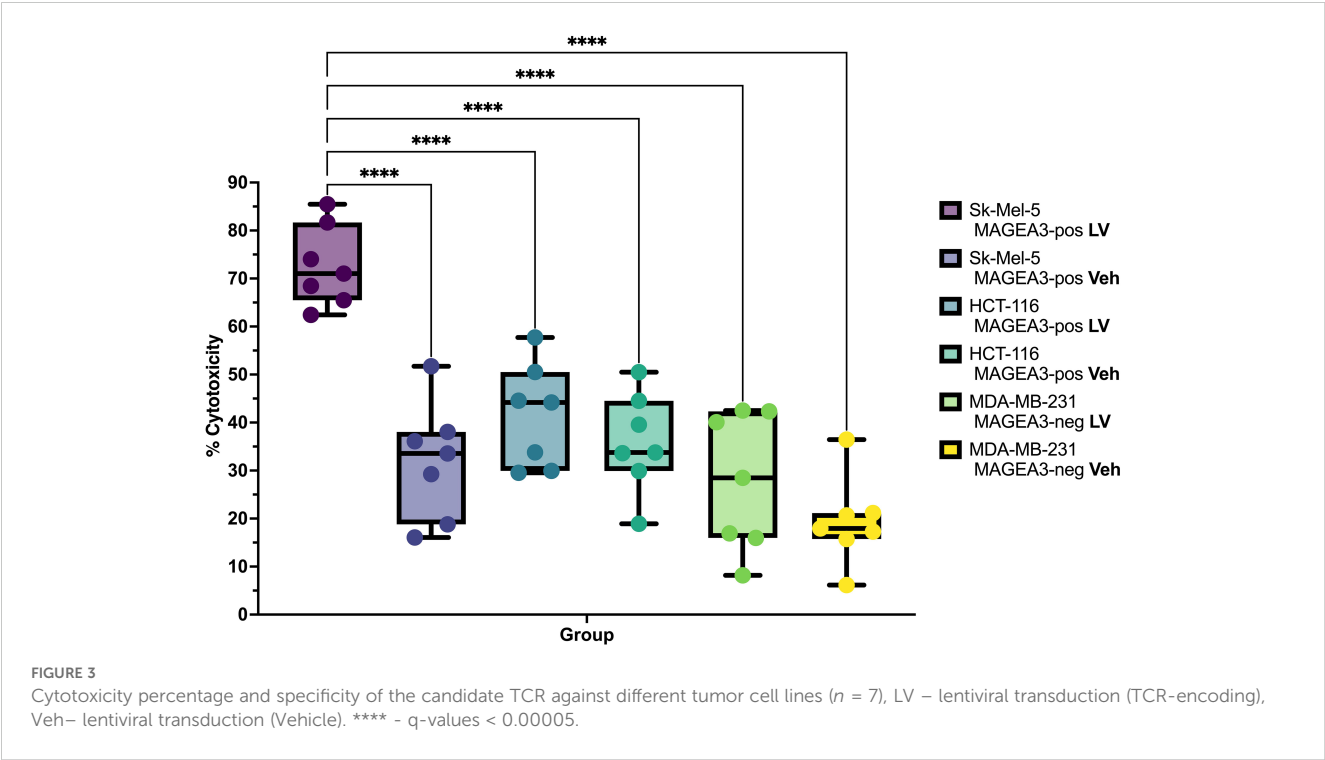 ****
****
****
****
****
90
80
70
60
50
40
30
20
10
0
% Cytotoxicity
Group
Sk-Mel-5
MAGEA3-pos LV
Sk-Mel-5
MAGEA3-pos Veh
HCT-116
MAGEA3-pos LV
HCT-116
MAGEA3-pos Veh
MDA-MB-231
MAGEA3-neg LV
MDA-MB-231
MAGEA3-neg Veh
FIGURE 3
Cytotoxicity percentage and specificity of the candidate TCR against different tumor cell lines (n = 7), LV – lentiviral transduction (TCR-encoding),
Veh– lentiviral transduction (Vehicle). **** - q-values < 0.00005.